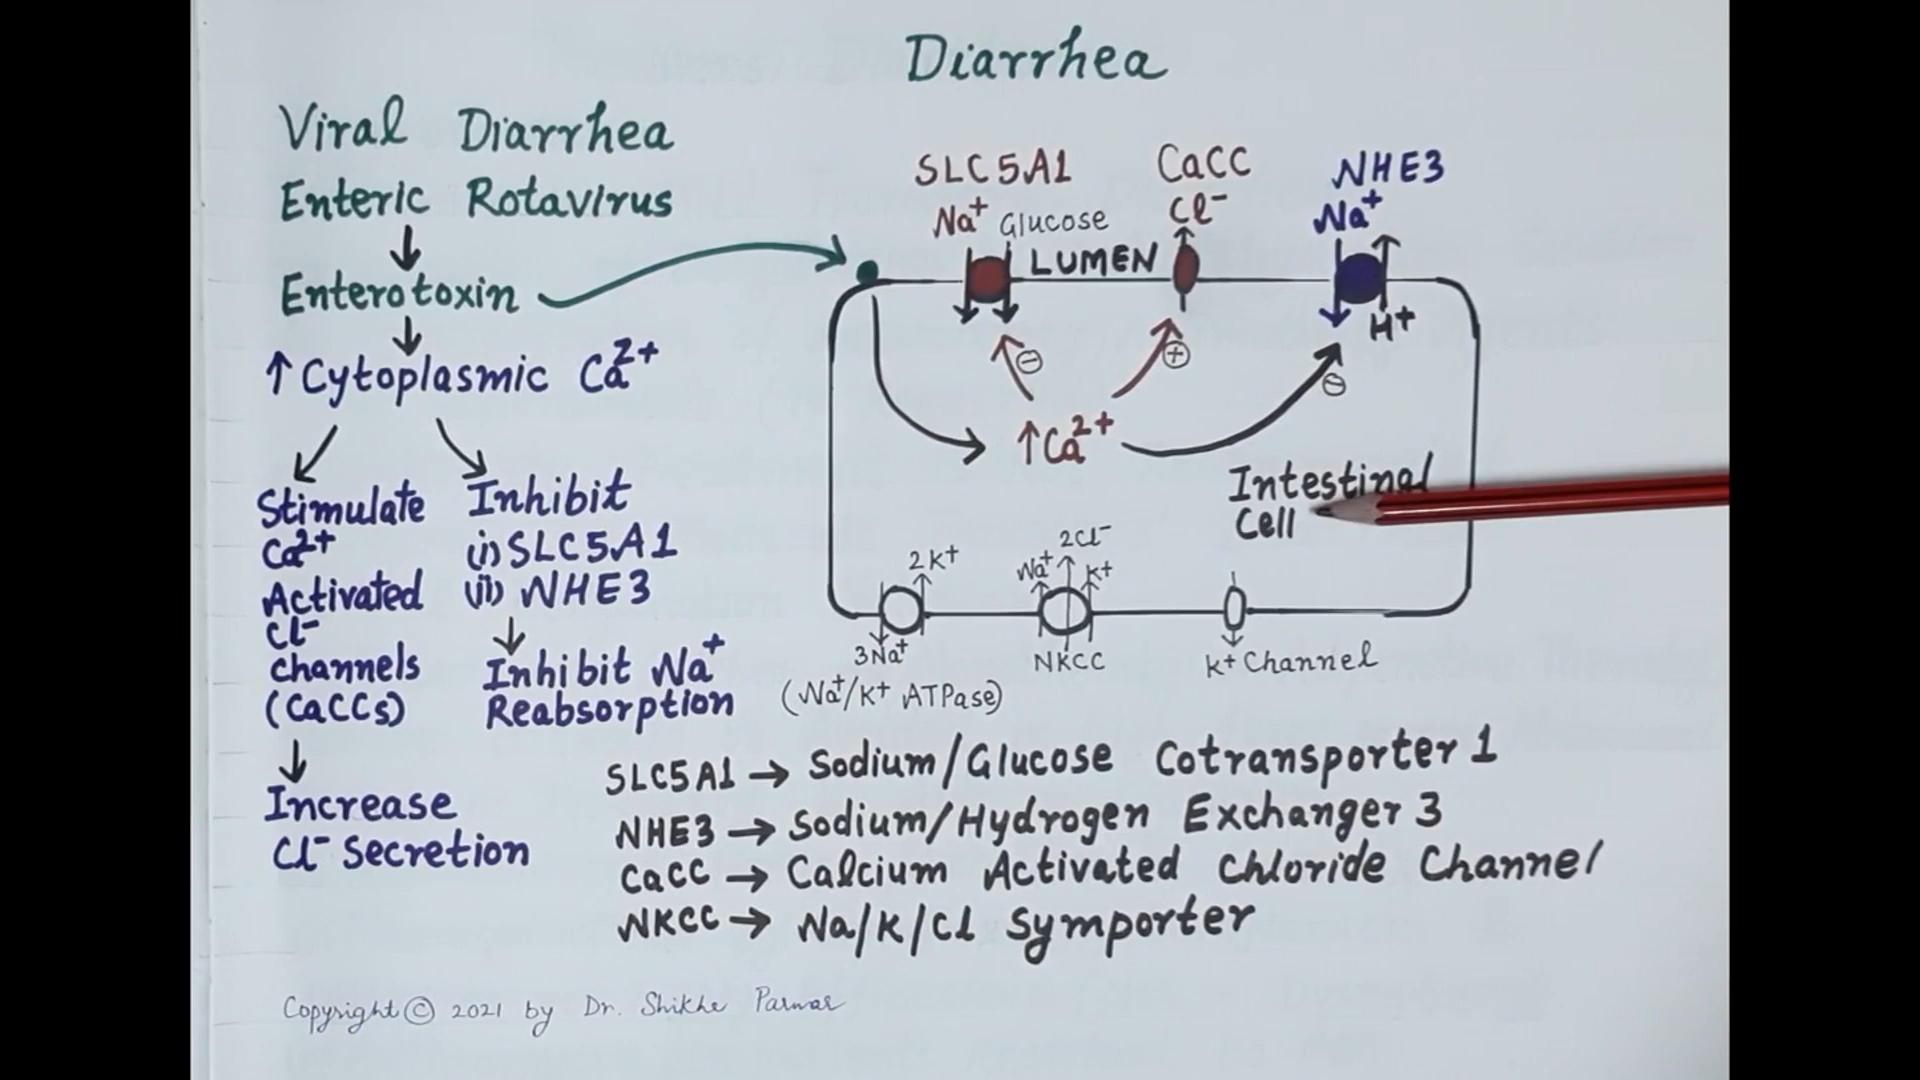 Diarrhea
Viral Diarrhea
Enteric Rotavirus
↓
Enterotoxin
↓
↑ Cytoplasmic Ca²⁺
Stimulate
Ca²⁺
Activated
Cl⁻
channels
(CaCCs)
↓
Increase
Cl⁻ Secretion
Inhibit
(i) SLC5A1
(ii) NHE3
↓
Inhibit Na⁺
Reabsorption
SLC5A1
Na⁺ Glucose
CaCC
Cl⁻
NHE3
Na⁺
LUMEN
H⁺
⊖
⊕
⊖
↑Ca²⁺
Intestinal
Cell
2K⁺
3Na⁺
(Na⁺/K⁺ ATPase)
2Cl⁻
Na⁺ K⁺
NKCC
K⁺ Channel
SLC5A1 → Sodium/Glucose Cotransporter 1
NHE3 → Sodium/Hydrogen Exchanger 3
CaCC → Calcium Activated Chloride Channel
NKCC → Na/K/Cl Symporter
Copyright © 2021 by Dr. Shikha Parmar